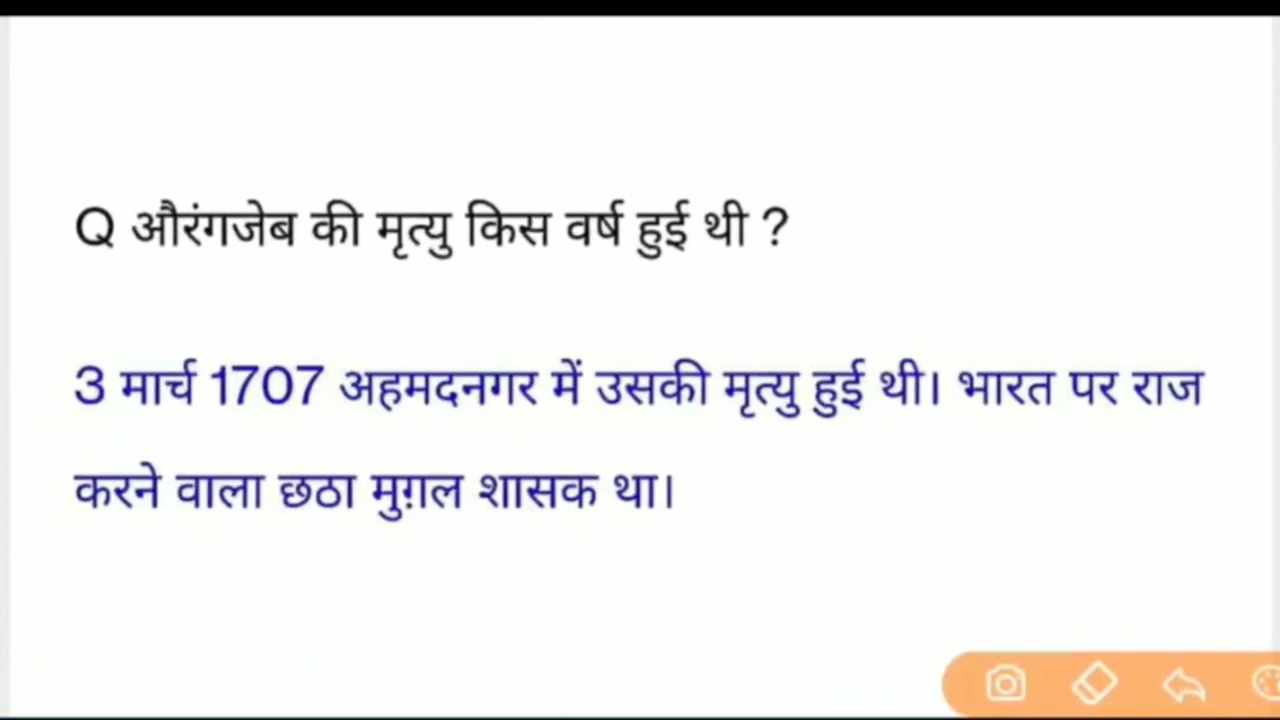 Q औरंगजेब की मृत्यु किस वर्ष हुई थी ?
3 मार्च 1707 अहमदनगर में उसकी मृत्यु हुई थी। भारत पर राज
करने वाला छठा मुग़ल शासक था।